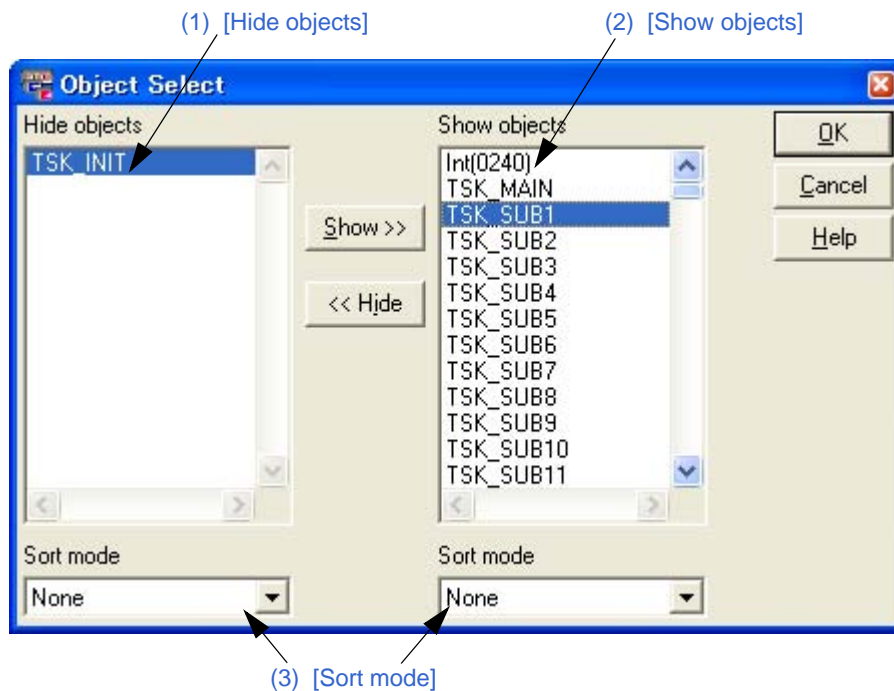 (1) [Hide objects]
(2) [Show objects]
Object Select
Hide objects
Show objects
OK
TSK_INIT
Int(0240)
TSK_MAIN
Cancel
TSK_SUB1
Show >>
TSK_SUB2
Help
TSK_SUB3
TSK_SUB4
<< Hide
TSK_SUB5
TSK_SUB6
TSK_SUB7
TSK_SUB8
TSK_SUB9
TSK_SUB10
TSK_SUB11
Sort mode
Sort mode
None
None
(3) [Sort mode]